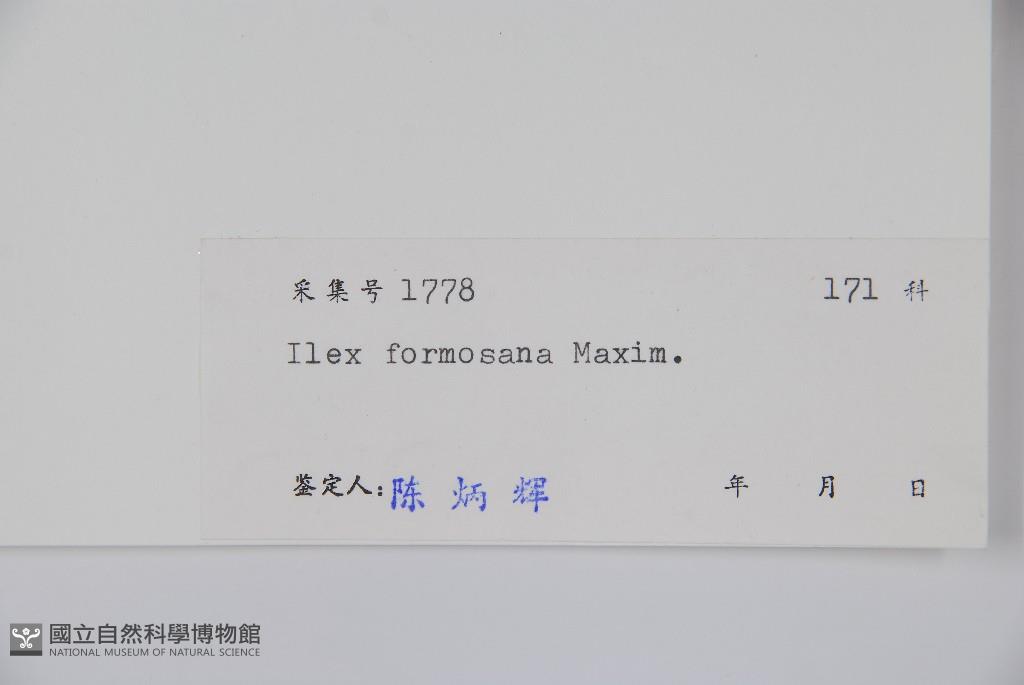 采集号 1778 171 科
Ilex formosana Maxim.
鉴定人: 陈炳辉 年 月 日
國立自然科學博物館
NATIONAL MUSEUM OF NATURAL SCIENCE